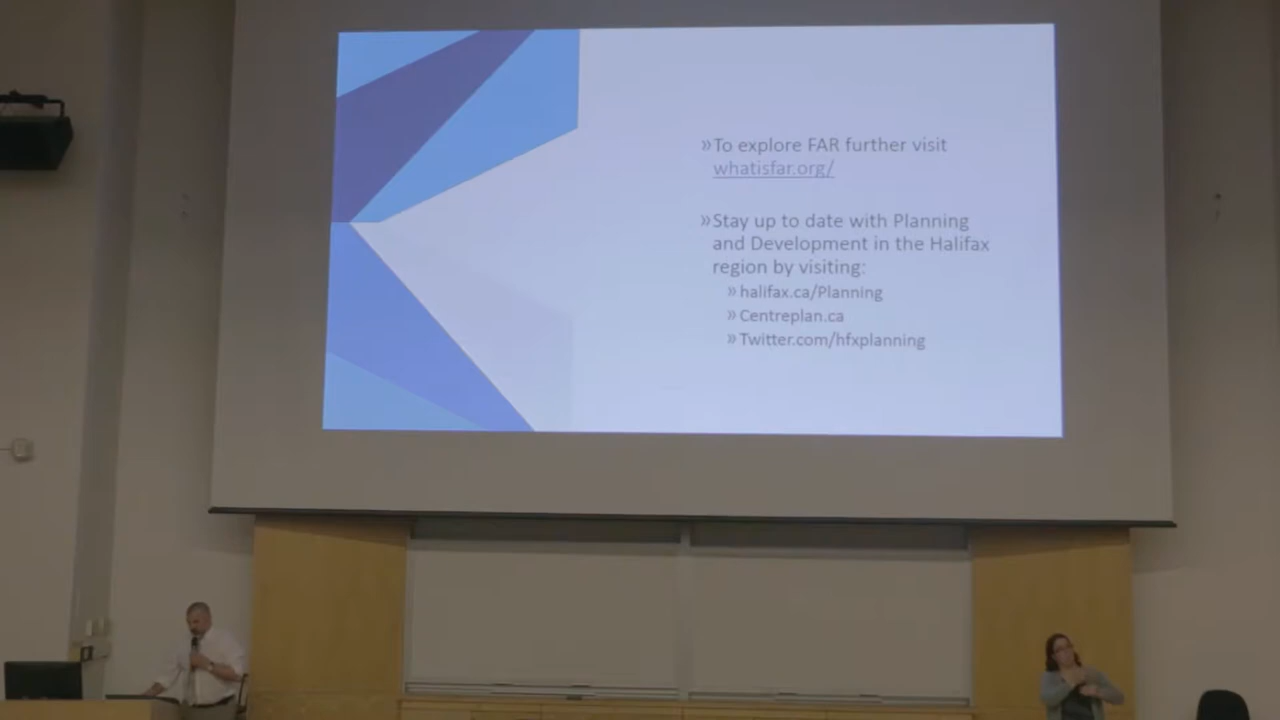 »To explore FAR further visit
whatisfar.org/
»Stay up to date with Planning
and Development in the Halifax
region by visiting:
»halifax.ca/Planning
»Centreplan.ca
»Twitter.com/hfxplanning